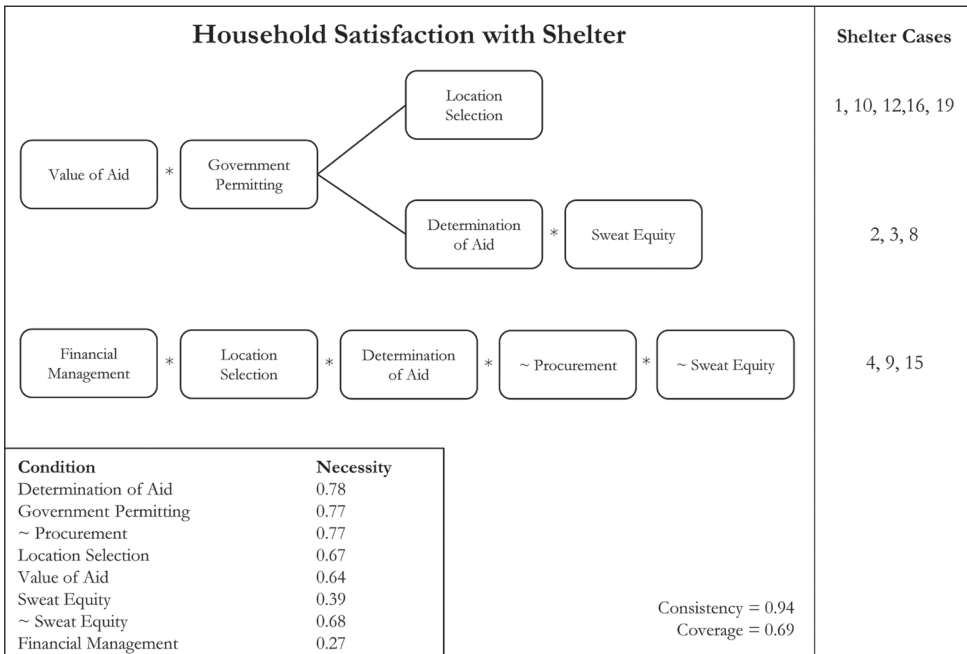 Household Satisfaction with Shelter
Shelter Cases
Location
Selection
1, 10, 12,16, 19
Value of Aid
*
Government
Permitting
Determination
of Aid
*
Sweat Equity
2, 3, 8
Financial
Management
*
Location
Selection
*
Determination
of Aid
*
~ Procurement
*
~ Sweat Equity
4, 9, 15
Condition Necessity
Determination of Aid 0.78
Government Permitting 0.77
~ Procurement 0.77
Location Selection 0.67
Value of Aid 0.64
Sweat Equity 0.39
~ Sweat Equity 0.68
Financial Management 0.27
Consistency = 0.94
Coverage = 0.69